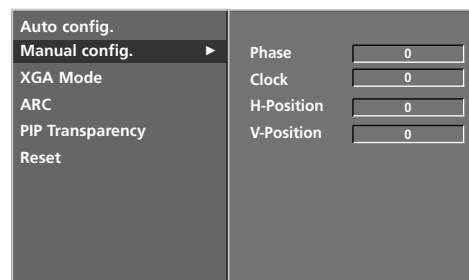 Auto config.
Manual config. ►
XGA Mode
ARC
PIP Transparency
Reset
Phase 0
Clock 0
H-Position 0
V-Position 0